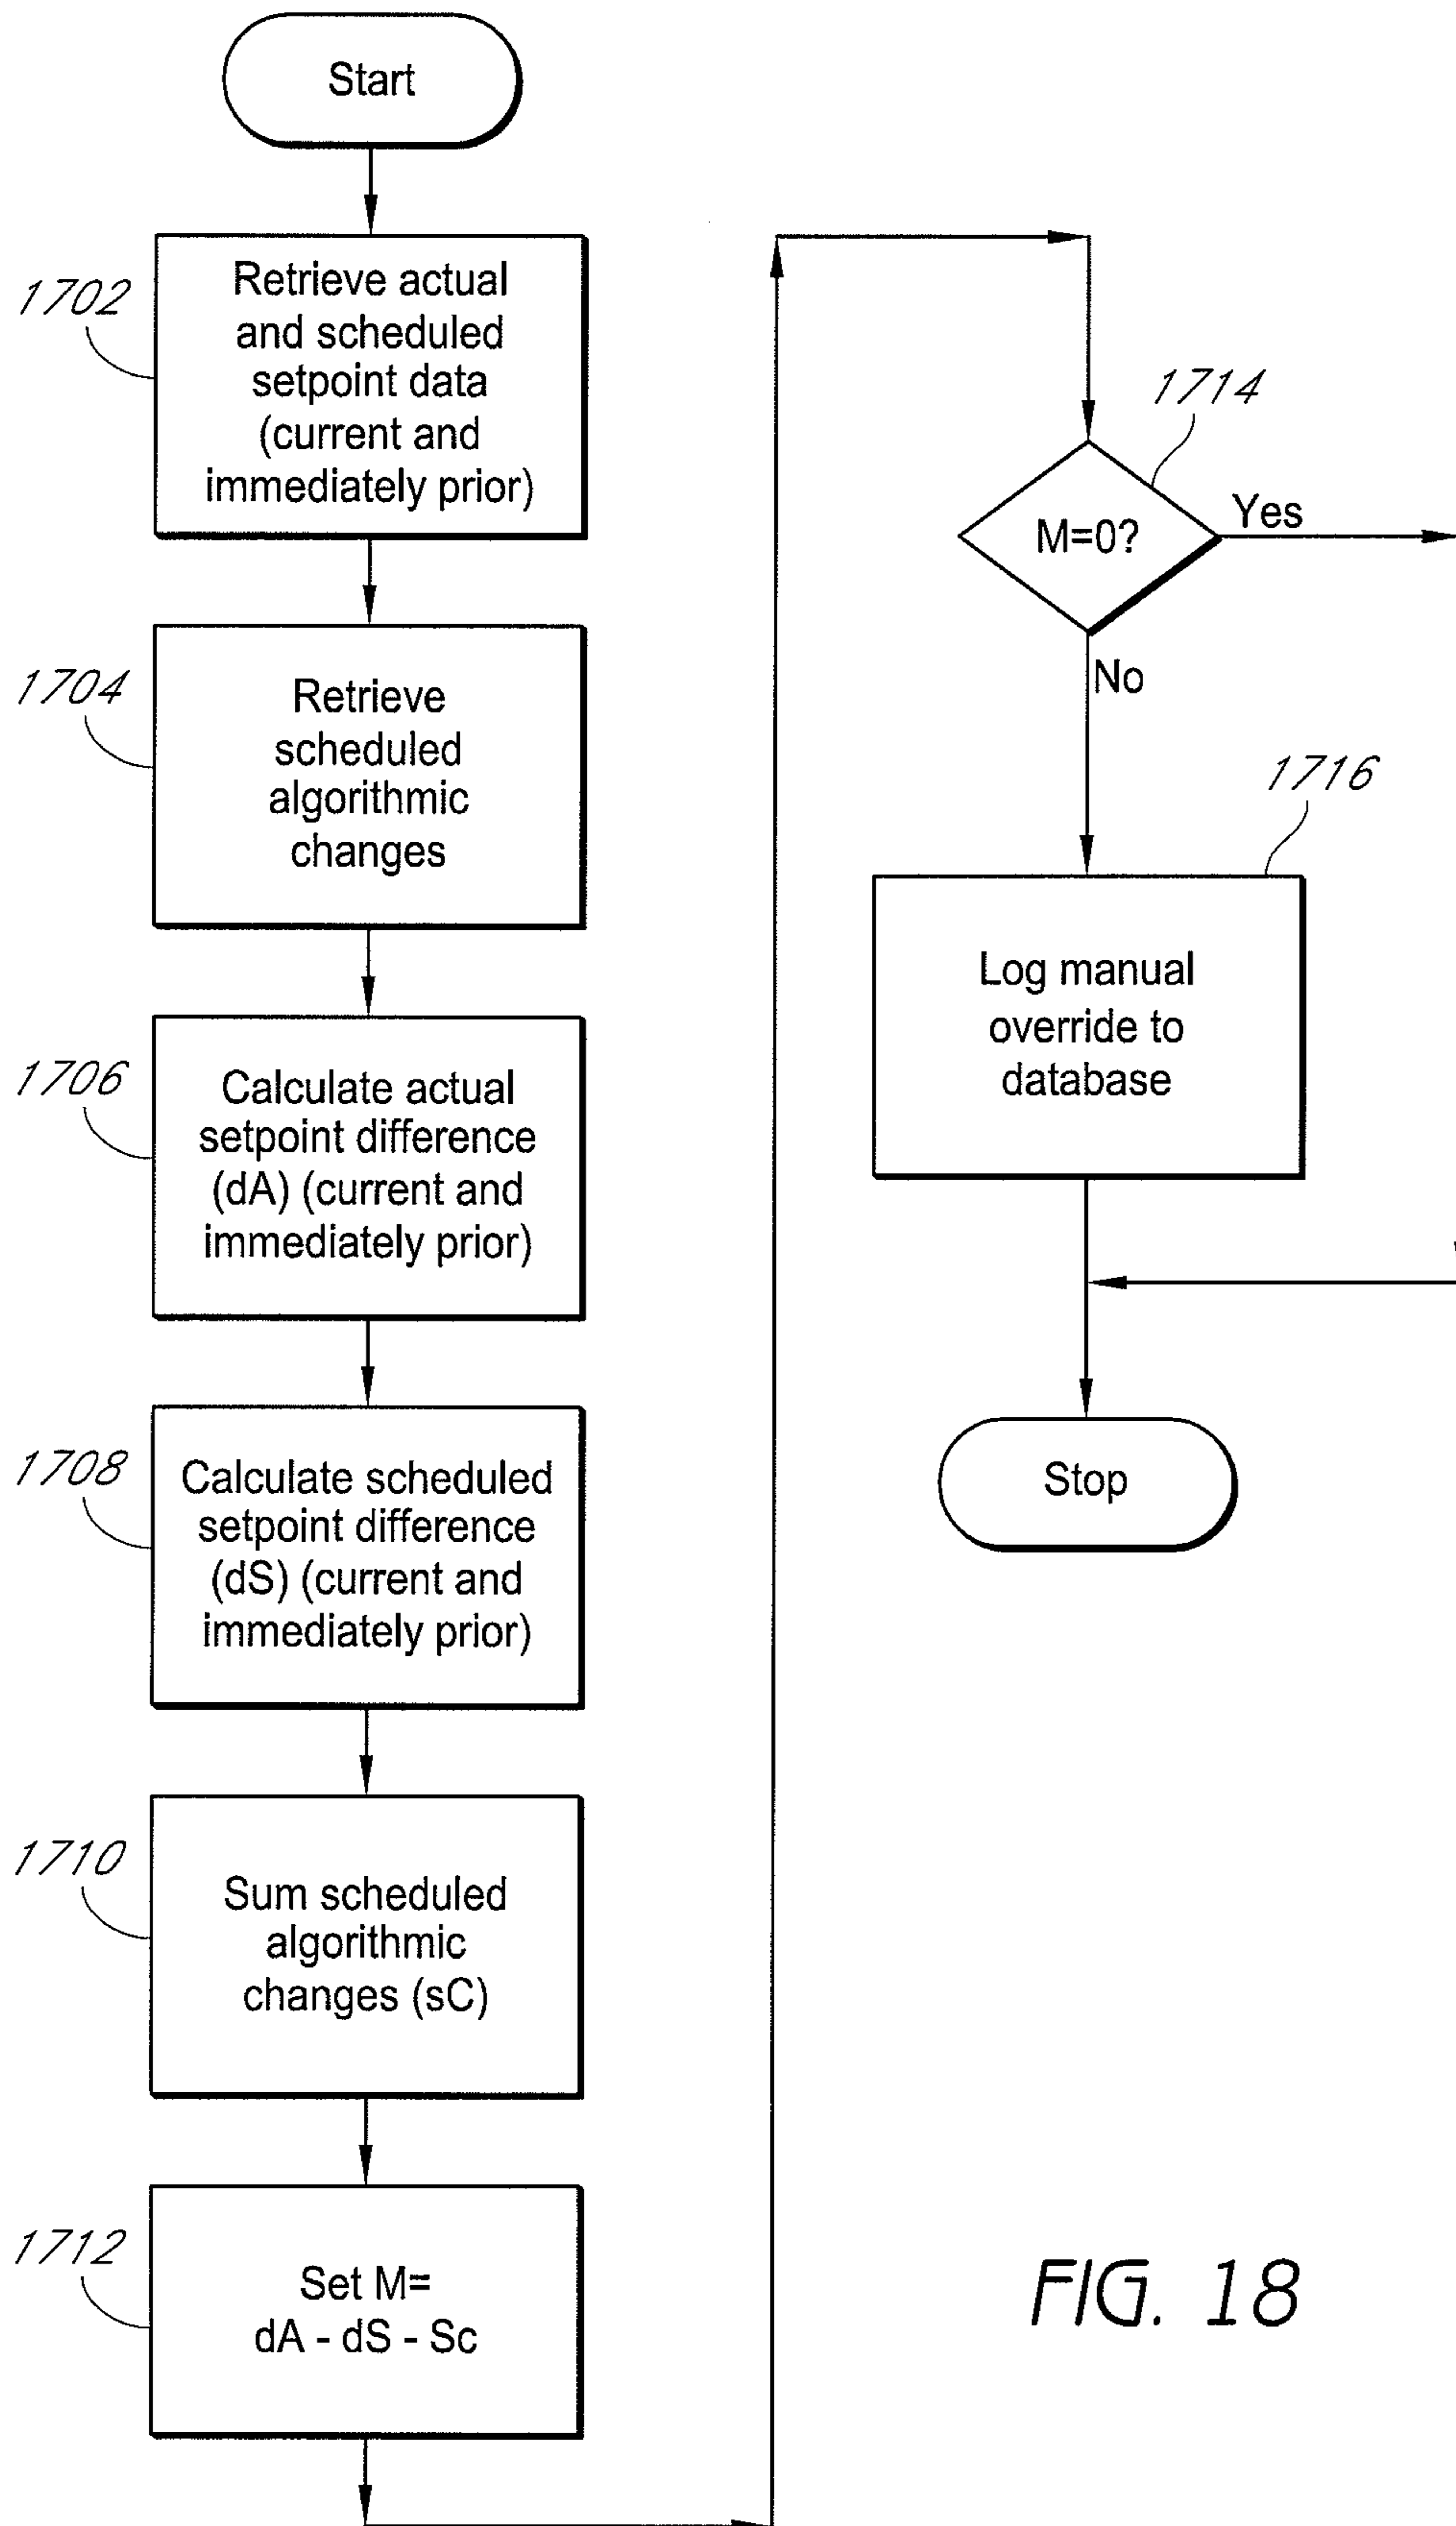 Start
1702
Retrieve actual
and scheduled
setpoint data
(current and
immediately prior)
1704
Retrieve
scheduled
algorithmic
changes
1706
Calculate actual
setpoint difference
(dA) (current and
immediately prior)
1708
Calculate scheduled
setpoint difference
(dS) (current and
immediately prior)
1710
Sum scheduled
algorithmic
changes (sC)
1712
Set M=
dA - dS - Sc
1714
M=0?
Yes
No
1716
Log manual
override to
database
Stop
FIG. 18